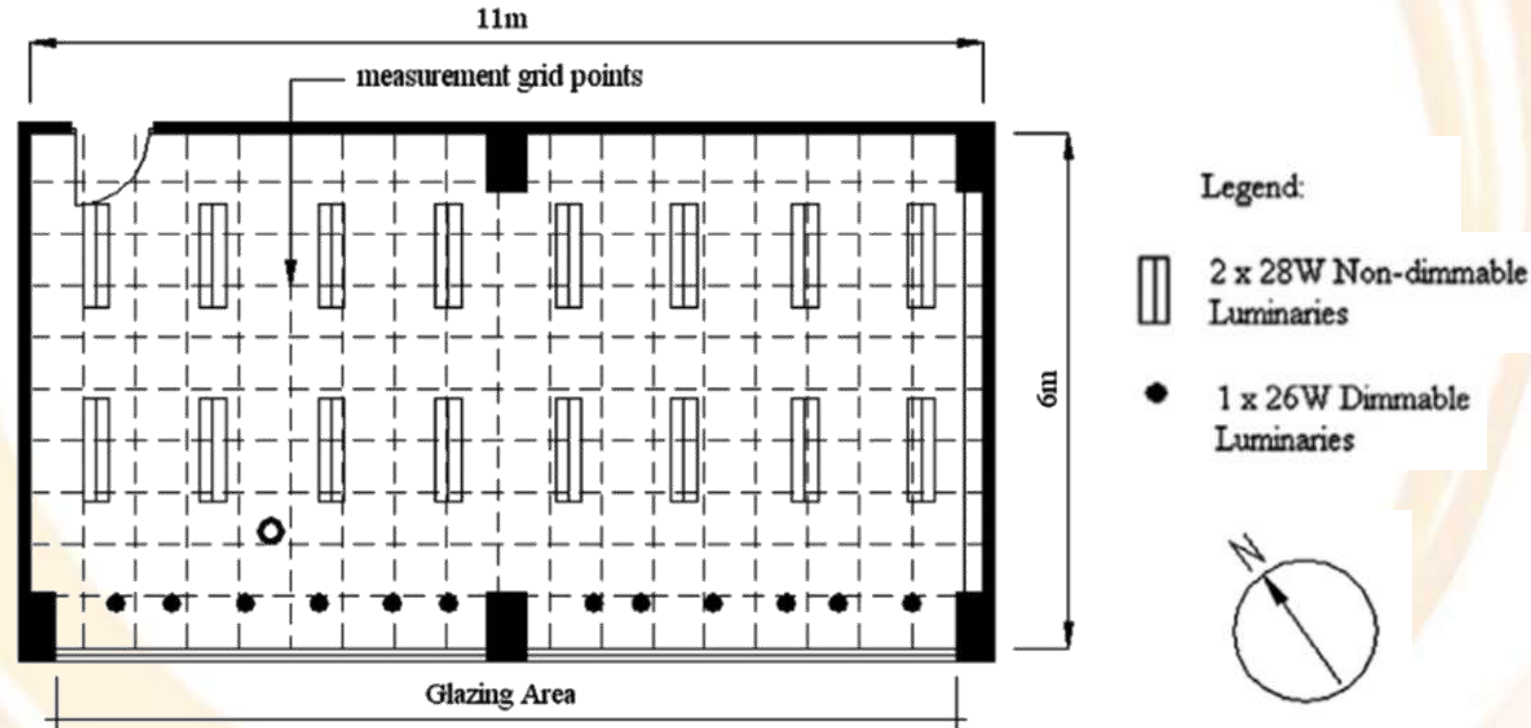 11m
measurement grid points
6m
Glazing Area
Legend:
2 x 28W Non-dimmable
Luminaries
1 x 26W Dimmable
Luminaries
N